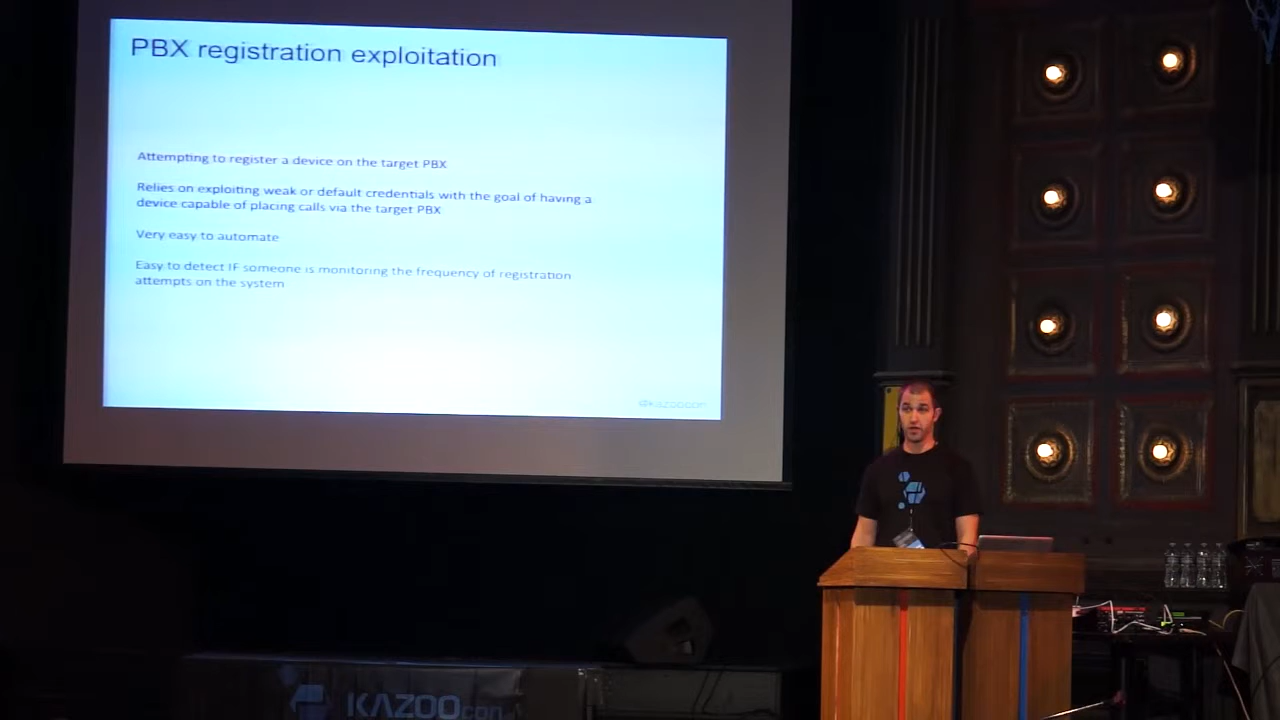 PBX registration exploitation
Attempting to register a device on the target PBX
Relies on exploiting weak or default credentials with the goal of having a
device capable of placing calls via the target PBX
Very easy to automate
Easy to detect IF someone is monitoring the frequency of registration
attempts on the system
@kazoocon
KAZOOcon